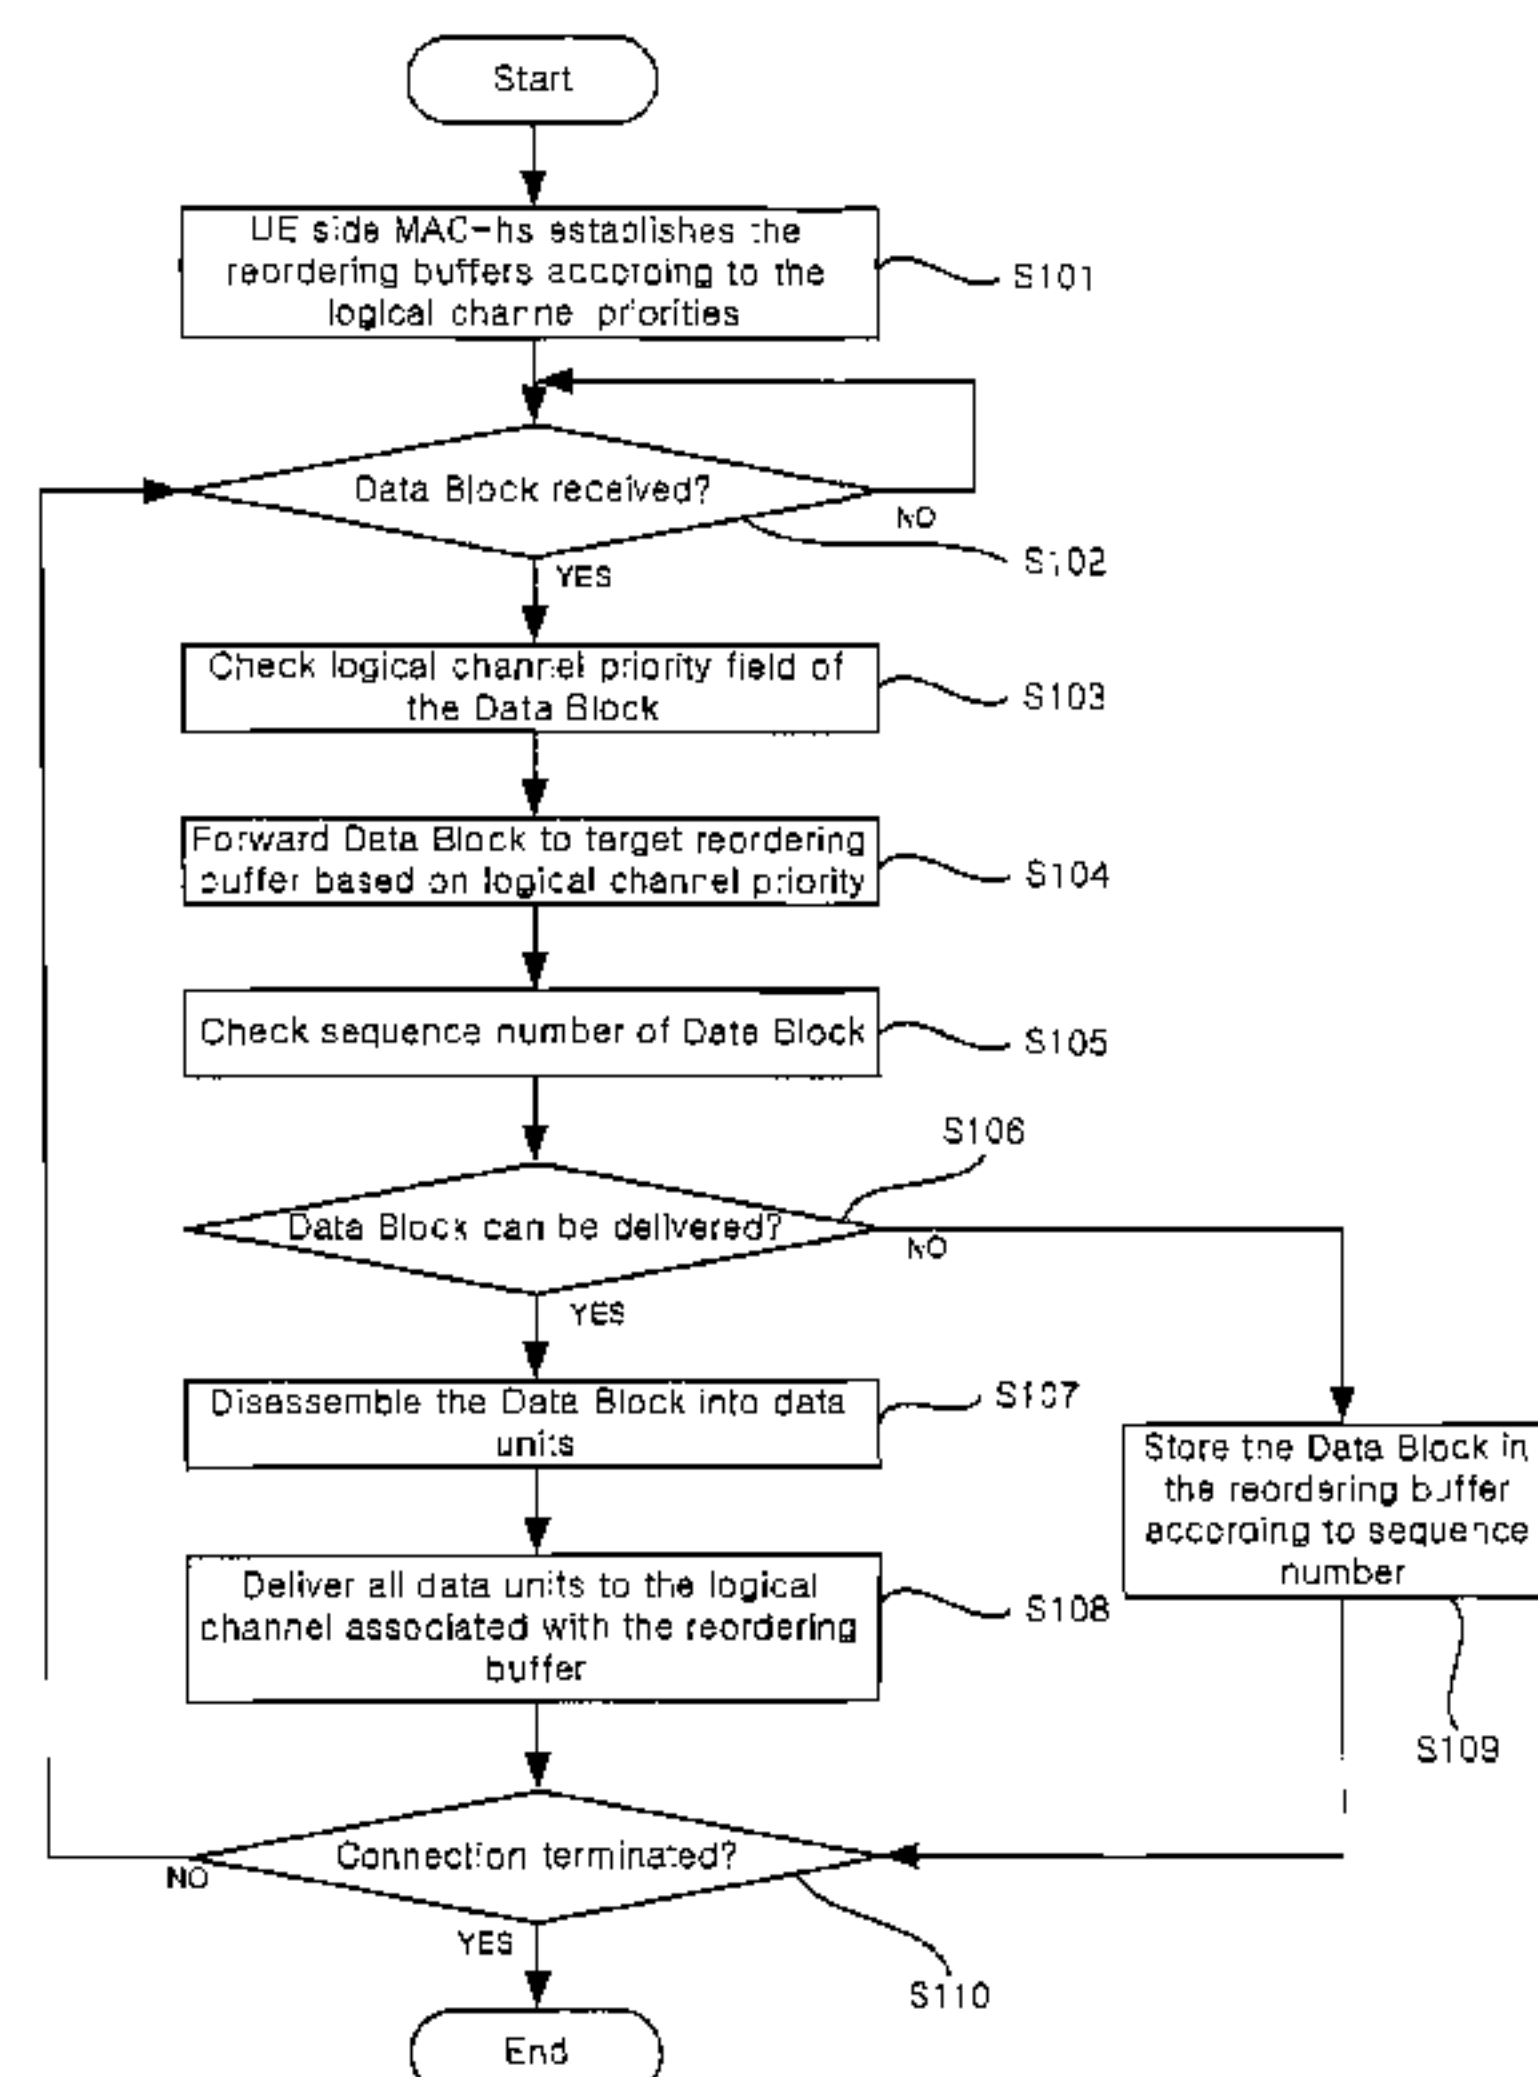 Start
UE side MAC-hs establishes the
reordering buffers according to the
logical channel priorities
S101
Data Block received?
NO
S102
YES
Check logical channel priority field of
the Data Block
S103
Forward Data Block to target reordering
buffer based on logical channel priority
S104
Check sequence number of Data Block
S105
S106
Data Block can be delivered?
NO
YES
Disassemble the Data Block into data
units
S107
Store the Data Block in
the reordering buffer
according to sequence
number
Deliver all data units to the logical
channel associated with the reordering
buffer
S108
S109
Connection terminated?
NO
YES
S110
End